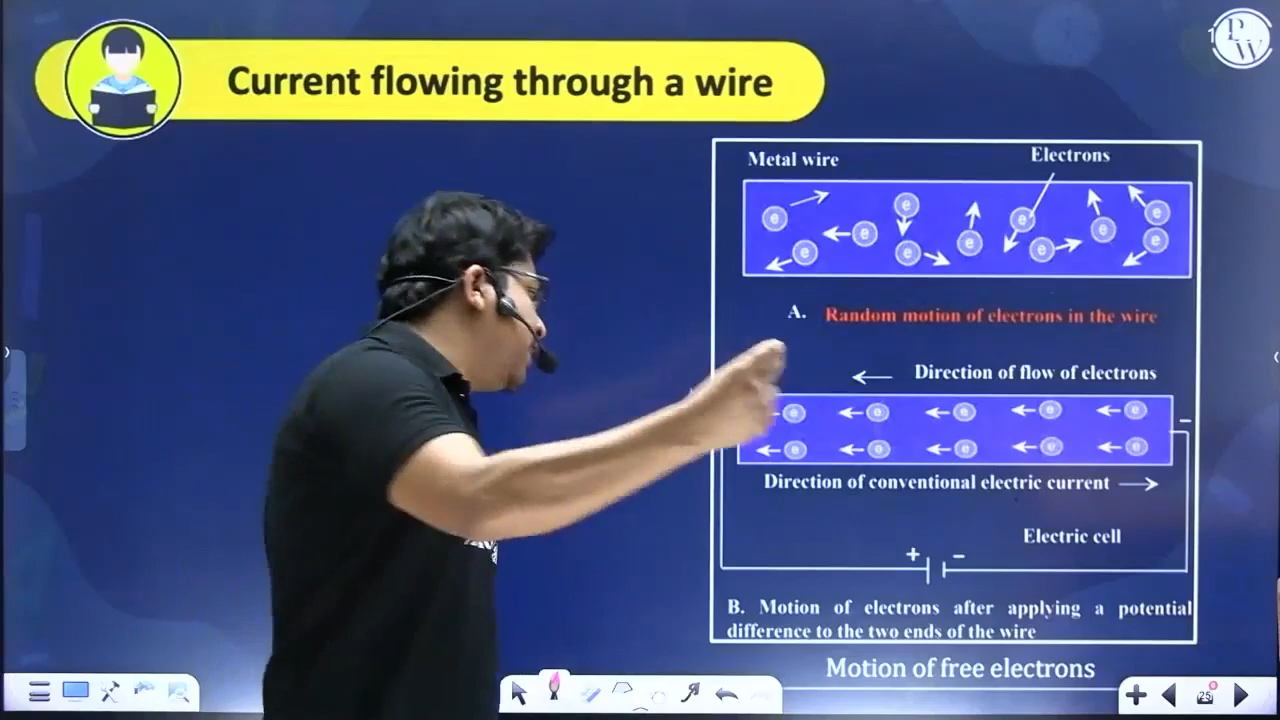 Current flowing through a wire
PW
Metal wire
Electrons
e e e e e e e e e e e
A. Random motion of electrons in the wire
← Direction of flow of electrons
e e e e e
−
e e e e e
Direction of conventional electric current →
Electric cell
+ −
B. Motion of electrons after applying a potential
difference to the two ends of the wire
Motion of free electrons
25